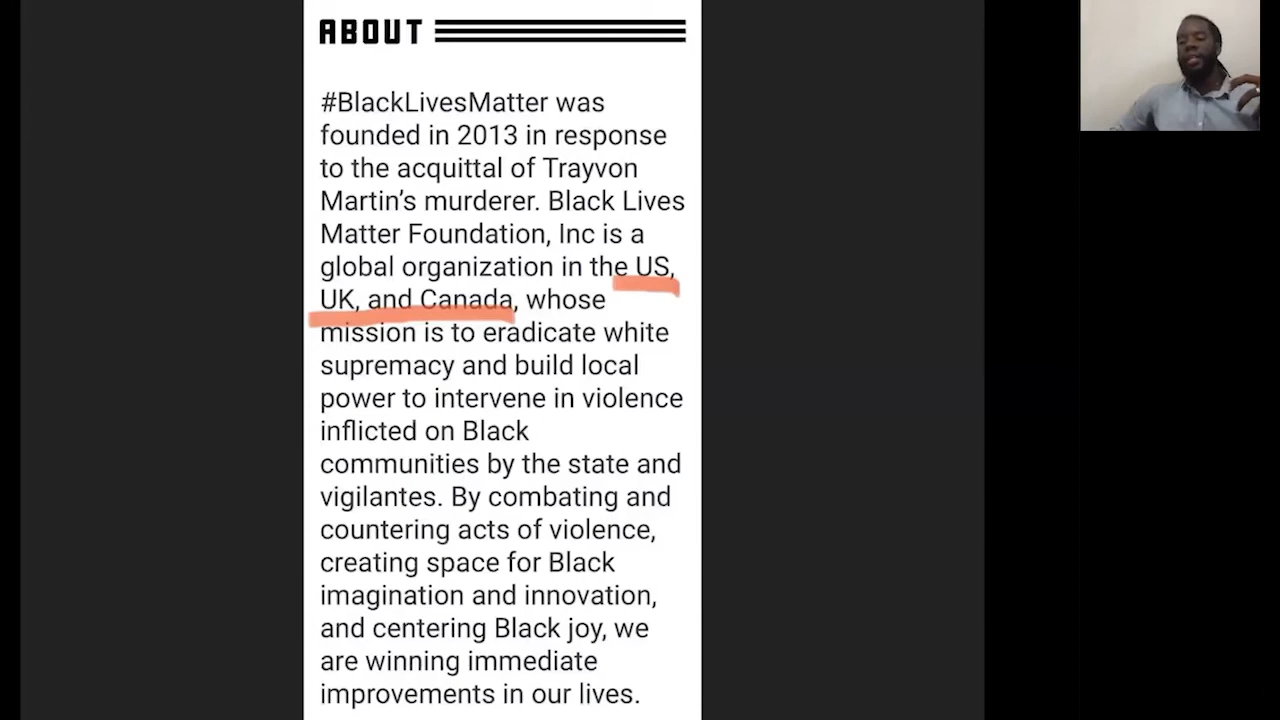 ABOUT
#BlackLivesMatter was
founded in 2013 in response
to the acquittal of Trayvon
Martin’s murderer. Black Lives
Matter Foundation, Inc is a
global organization in the US,
UK, and Canada, whose
mission is to eradicate white
supremacy and build local
power to intervene in violence
inflicted on Black
communities by the state and
vigilantes. By combating and
countering acts of violence,
creating space for Black
imagination and innovation,
and centering Black joy, we
are winning immediate
improvements in our lives.